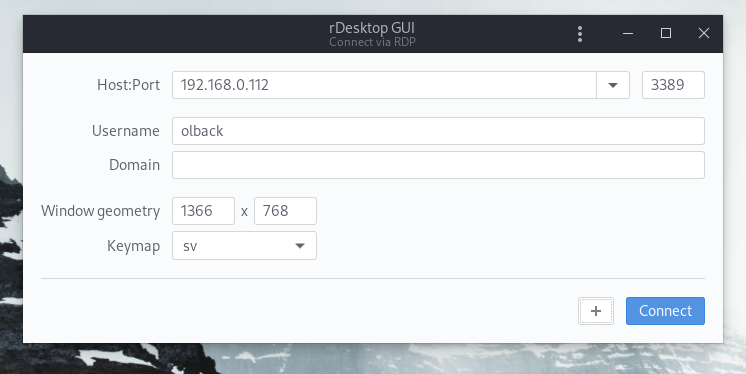 rDesktop GUI
Connect via RDP
Host:Port 192.168.0.112 3389
Username olback
Domain
Window geometry 1366 x 768
Keymap sv
+ Connect